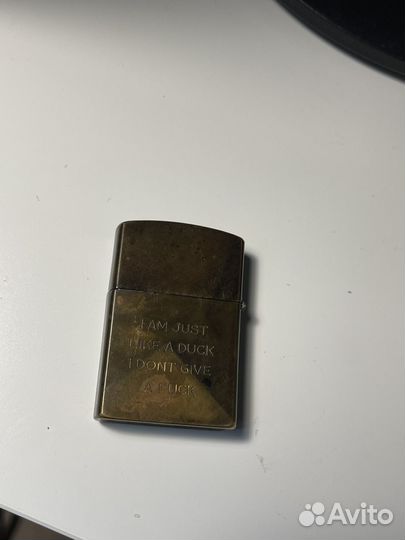 I AM JUST
LIKE A DUCK
I DONT GIVE
A FUCK
Avito